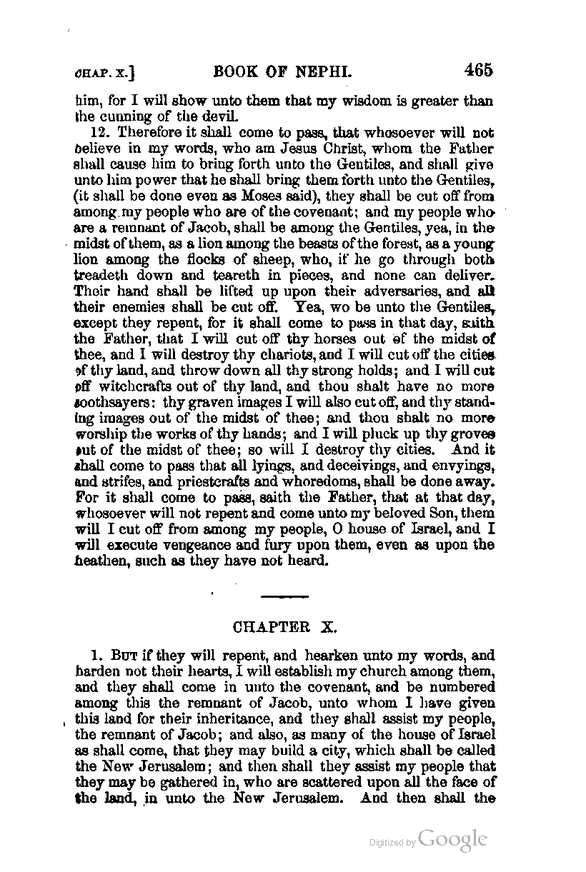 CHAP. X.] BOOK OF NEPHI. 465
him, for I will show unto them that my wisdom is greater than
the cunning of the devil.
12. Therefore it shall come to pass, that whosoever will not
believe in my words, who am Jesus Christ, whom the Father
shall cause him to bring forth unto the Gentiles, and shall give
unto him power that he shall bring them forth unto the Gentiles,
(it shall be done even as Moses said), they shall be cut off from
among my people who are of the covenant; and my people who
are a remnant of Jacob, shall be among the Gentiles, yea, in the
midst of them, as a lion among the beasts of the forest, as a young
lion among the flocks of sheep, who, if he go through both
treadeth down and teareth in pieces, and none can deliver.
Their hand shall be lifted up upon their adversaries, and all
their enemies shall be cut off. Yea, wo be unto the Gentiles,
except they repent, for it shall come to pass in that day, saith
the Father, that I will cut off thy horses out of the midst of
thee, and I will destroy thy chariots, and I will cut off the cities
of thy land, and throw down all thy strong holds; and I will cut
off witchcrafts out of thy land, and thou shalt have no more
soothsayers: thy graven images I will also cut off, and thy stand-
ing images out of the midst of thee; and thou shalt no more
worship the works of thy hands; and I will pluck up thy groves
out of the midst of thee; so will I destroy thy cities. And it
shall come to pass that all lyings, and deceivings, and envyings,
and strifes, and priestcrafts and whoredoms, shall be done away.
For it shall come to pass, saith the Father, that at that day,
whosoever will not repent and come unto my beloved Son, them
will I cut off from among my people, O house of Israel, and I
will execute vengeance and fury upon them, even as upon the
heathen, such as they have not heard.
CHAPTER X.
1. BUT if they will repent, and hearken unto my words, and
harden not their hearts, I will establish my church among them,
and they shall come in unto the covenant, and be numbered
among this the remnant of Jacob, unto whom I have given
this land for their inheritance, and they shall assist my people,
the remnant of Jacob; and also, as many of the house of Israel
as shall come, that they may build a city, which shall be called
the New Jerusalem; and then shall they assist my people that
they may be gathered in, who are scattered upon all the face of
the land, in unto the New Jerusalem. And then shall the
Digitized by Google